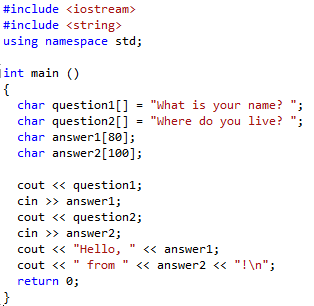 #include <iostream>
#include <string>
using namespace std;

int main ()
{
  char question1[] = "What is your name? ";
  char question2[] = "Where do you live? ";
  char answer1[80];
  char answer2[100];

  cout << question1;
  cin >> answer1;
  cout << question2;
  cin >> answer2;
  cout << "Hello, " << answer1;
  cout << " from " << answer2 << "!\n";
  return 0;
}